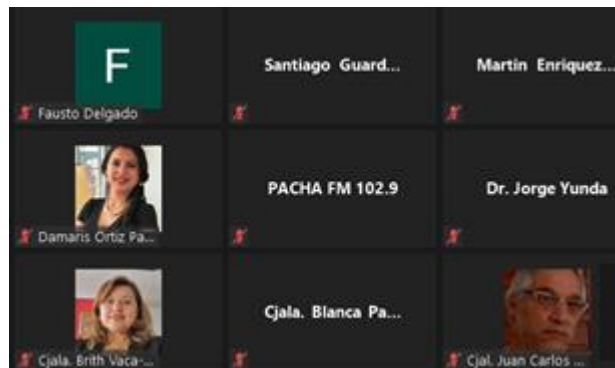 F
Santiago Guard...
Martin Enriquez...
Fausto Delgado
PACHA FM 102.9
Dr. Jorge Yunda
Damaris Ortiz Pa...
Cjala. Blanca Pa...
Cjala. Brith Vaca-...
Cjal. Juan Carlos ...